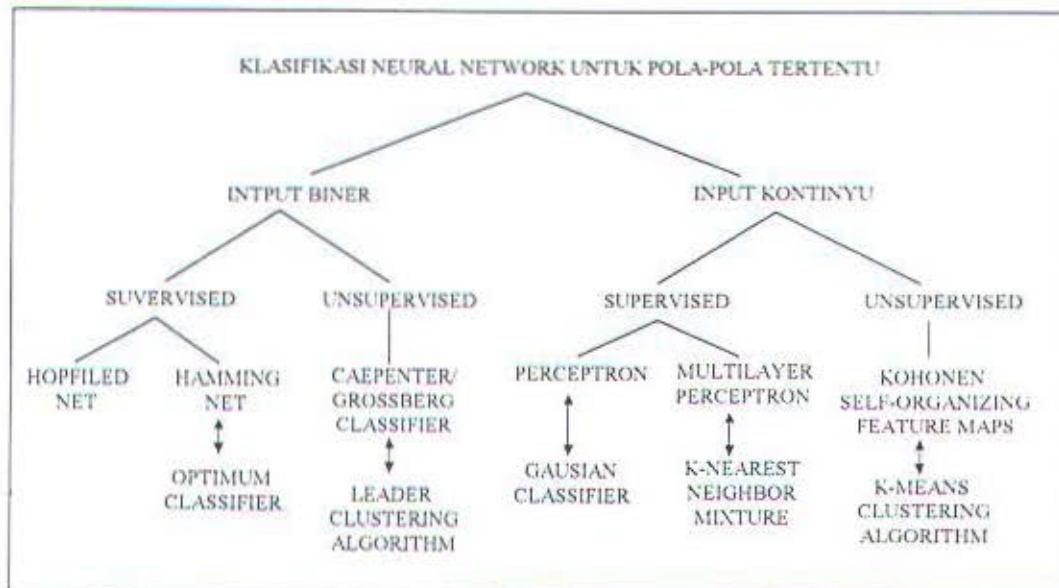 KLASIFIKASI NEURAL NETWORK UNTUK POLA-POLA TERTENTU
INTPUT BINER
INPUT KONTINYU
SUVERVISED
UNSUPERVISED
SUPERVISED
UNSUPERVISED
HOPFILED
NET
HAMMING
NET
OPTIMUM
CLASSIFIER
CAEPENTER/
GROSSBERG
CLASSIFIER
LEADER
CLUSTERING
ALGORITHM
PERCEPTRON
GAUSIAN
CLASSIFIER
MULTILAYER
PERCEPTRON
K-NEAREST
NEIGHBOR
MIXTURE
KOHONEN
SELF-ORGANIZING
FEATURE MAPS
K-MEANS
CLUSTERING
ALGORITHM